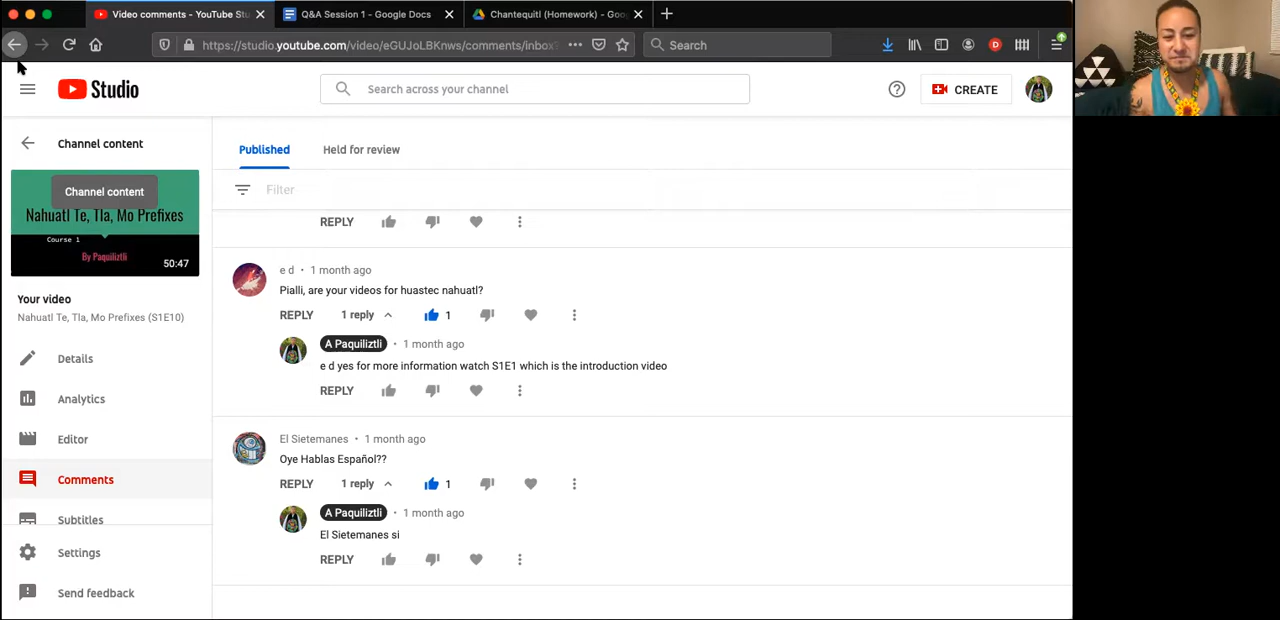 Video comments - YouTube Stu
Q&A Session 1 - Google Docs
Chantequitl (Homework) - Goo
https://studio.youtube.com/video/eGUJoLBKnws/comments/inbox?
Search
Studio
Search across your channel
CREATE
Channel content
Channel content
Nahuatl Te, Tla, Mo Prefixes
Course 1
By Paquiliztli
50:47
Your video
Nahuatl Te, Tla, Mo Prefixes (S1E10)
Details
Analytics
Editor
Comments
Subtitles
Settings
Send feedback
Published
Held for review
Filter
REPLY
e d • 1 month ago
Pialli, are your videos for huastec nahuatl?
REPLY 1 reply 1
A Paquiliztli • 1 month ago
e d yes for more information watch S1E1 which is the introduction video
REPLY
El Sietemanes • 1 month ago
Oye Hablas Español??
REPLY 1 reply 1
A Paquiliztli • 1 month ago
El Sietemanes si
REPLY